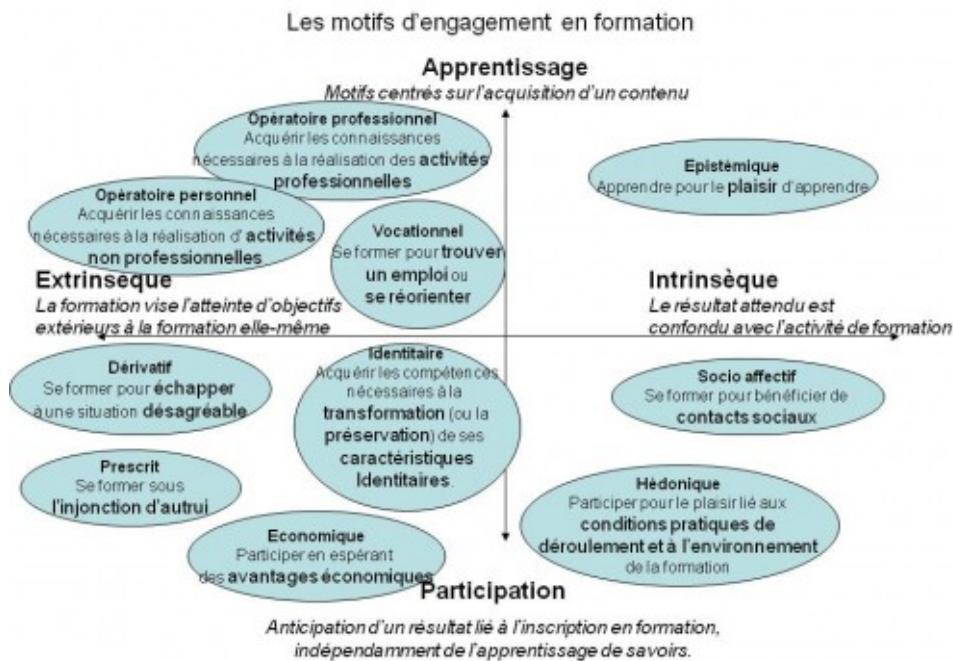 Les motifs d'engagement en formation
Apprentissage
Motifs centrés sur l'acquisition d'un contenu
Opératoire professionnel
Acquérir les connaissances
nécessaires à la réalisation des activités
professionnelles
Epistèmique
Apprendre pour le plaisir d'apprendre
Opératoire personnel
Acquérir les connaissances
nécessaires à la réalisation d' activités
non professionnelles
Vocationnel
Se former pour trouver
un emploi ou
se réorienter
Extrinsèque
La formation vise l'atteinte d'objectifs
extérieurs à la formation elle-même
Intrinsèque
Le résultat attendu est
confondu avec l'activité de formation
Dérivatif
Se former pour échapper
à une situation désagréable
Identitaire
Acquérir les compétences
nécessaires à la
transformation (ou la
préservation) de ses
caractéristiques
Identitaires.
Socio affectif
Se former pour bénéficier de
contacts sociaux
Prescrit
Se former sous
l'injonction d'autrui
Hédonique
Participer pour le plaisir lié aux
conditions pratiques de
déroulement et à l'environnement
de la formation
Economique
Participer en espérant
des avantages économiques
Participation
Anticipation d'un résultat lié à l'inscription en formation,
indépendamment de l'apprentissage de savoirs.